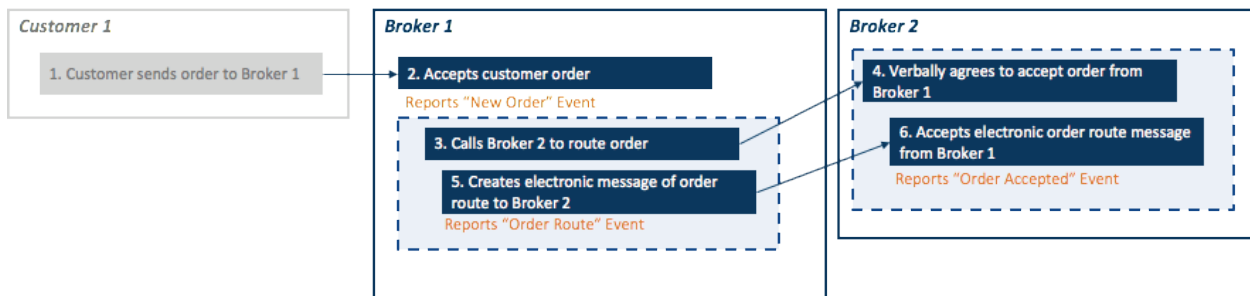 Customer 1
1. Customer sends order to Broker 1
Broker 1
2. Accepts customer order
Reports “New Order” Event
3. Calls Broker 2 to route order
5. Creates electronic message of order
route to Broker 2
Reports “Order Route” Event
Broker 2
4. Verbally agrees to accept order from
Broker 1
6. Accepts electronic order route message
from Broker 1
Reports “Order Accepted” Event